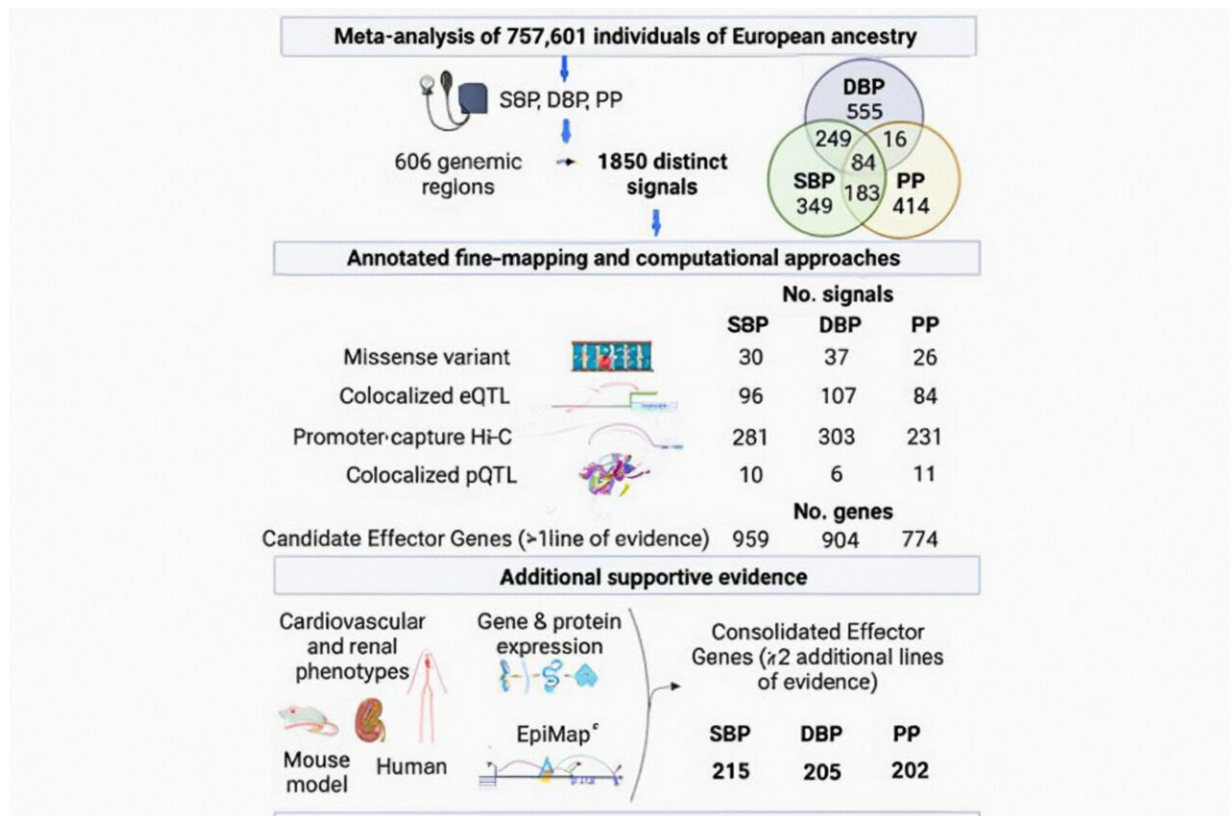 Meta-analysis of 757,601 individuals of European ancestry
S6P, D8P, PP
606 genemic
regions
1850 distinct
signals
DBP
555
249
16
84
SBP
349
183
PP
414
Annotated fine-mapping and computational approaches
No. signals
S8P DBP PP
Missense variant 30 37 26
Colocalized eQTL 96 107 84
Promoter capture Hi-C 281 303 231
Colocalized pQTL 10 6 11
No. genes
Candidate Effector Genes (>1line of evidence) 959 904 774
Additional supportive evidence
Cardiovascular
and renal
phenotypes
Mouse
model
Human
Gene & protein
expression
EpiMap
Consolidated Effector
Genes (2 additional lines
of evidence)
SBP DBP PP
215 205 202